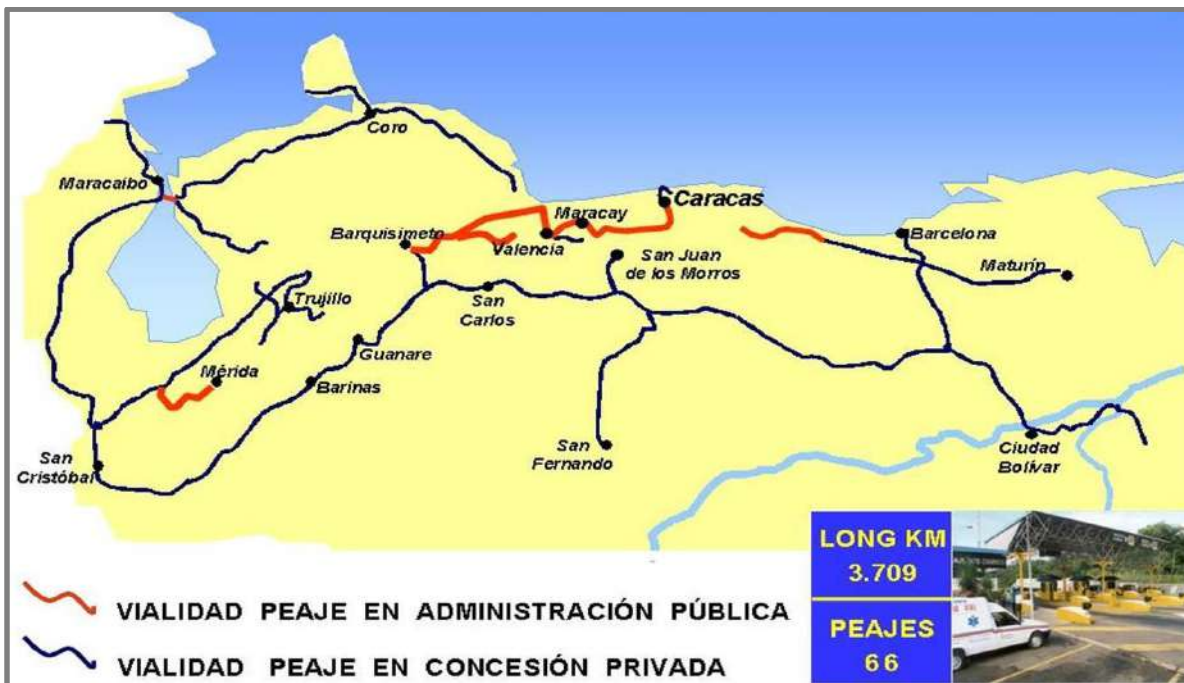 Coro
Maracaibo
Caracas
Maracay
Barquisimeto
Valencia
Barcelona
San Juan
de los Morros
Maturín
Trujillo
San
Carlos
Guanare
Mérida
Barinas
San
Cristóbal
San
Fernando
Ciudad
Bolívar
LONG KM
3.709
PEAJES
66
VIALIDAD PEAJE EN ADMINISTRACIÓN PÚBLICA
VIALIDAD PEAJE EN CONCESIÓN PRIVADA